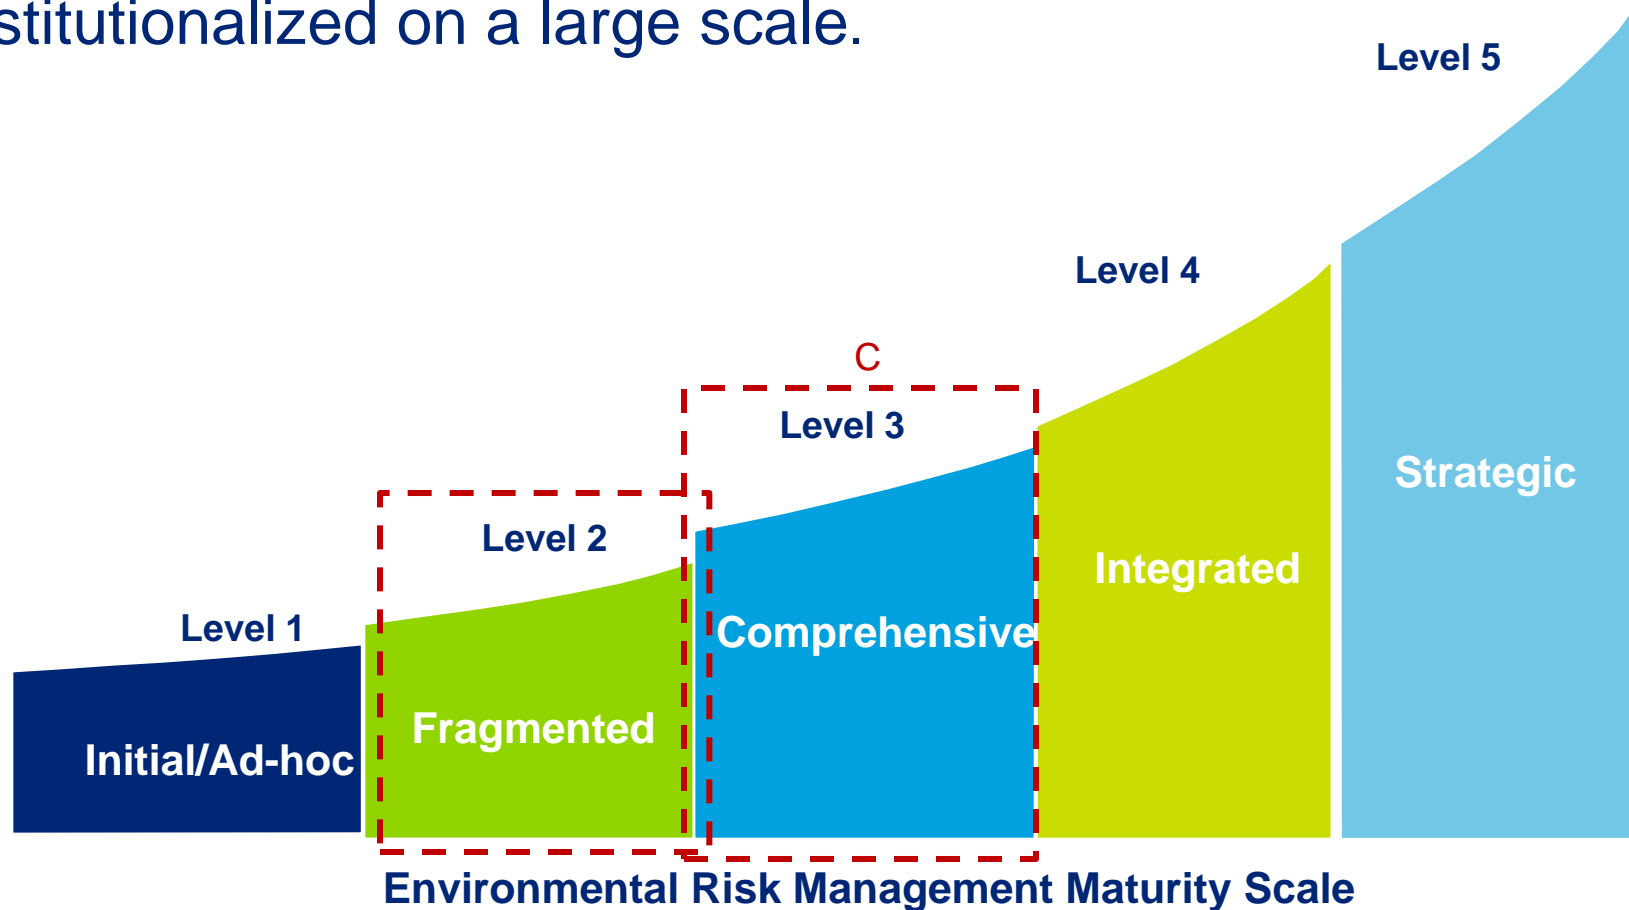 stitutionalized on a large scale.
Level 5
Level 4
C
Level 3
Strategic
Level 2
Integrated
Level 1
Comprehensive
Fragmented
Initial/Ad-hoc
Environmental Risk Management Maturity Scale